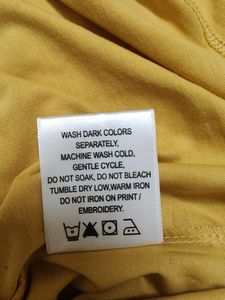 WASH DARK COLORS
SEPARATELY,
MACHINE WASH COLD,
GENTLE CYCLE,
DO NOT SOAK, DO NOT BLEACH
TUMBLE DRY LOW,WARM IRON
DO NOT IRON ON PRINT /
EMBROIDERY.